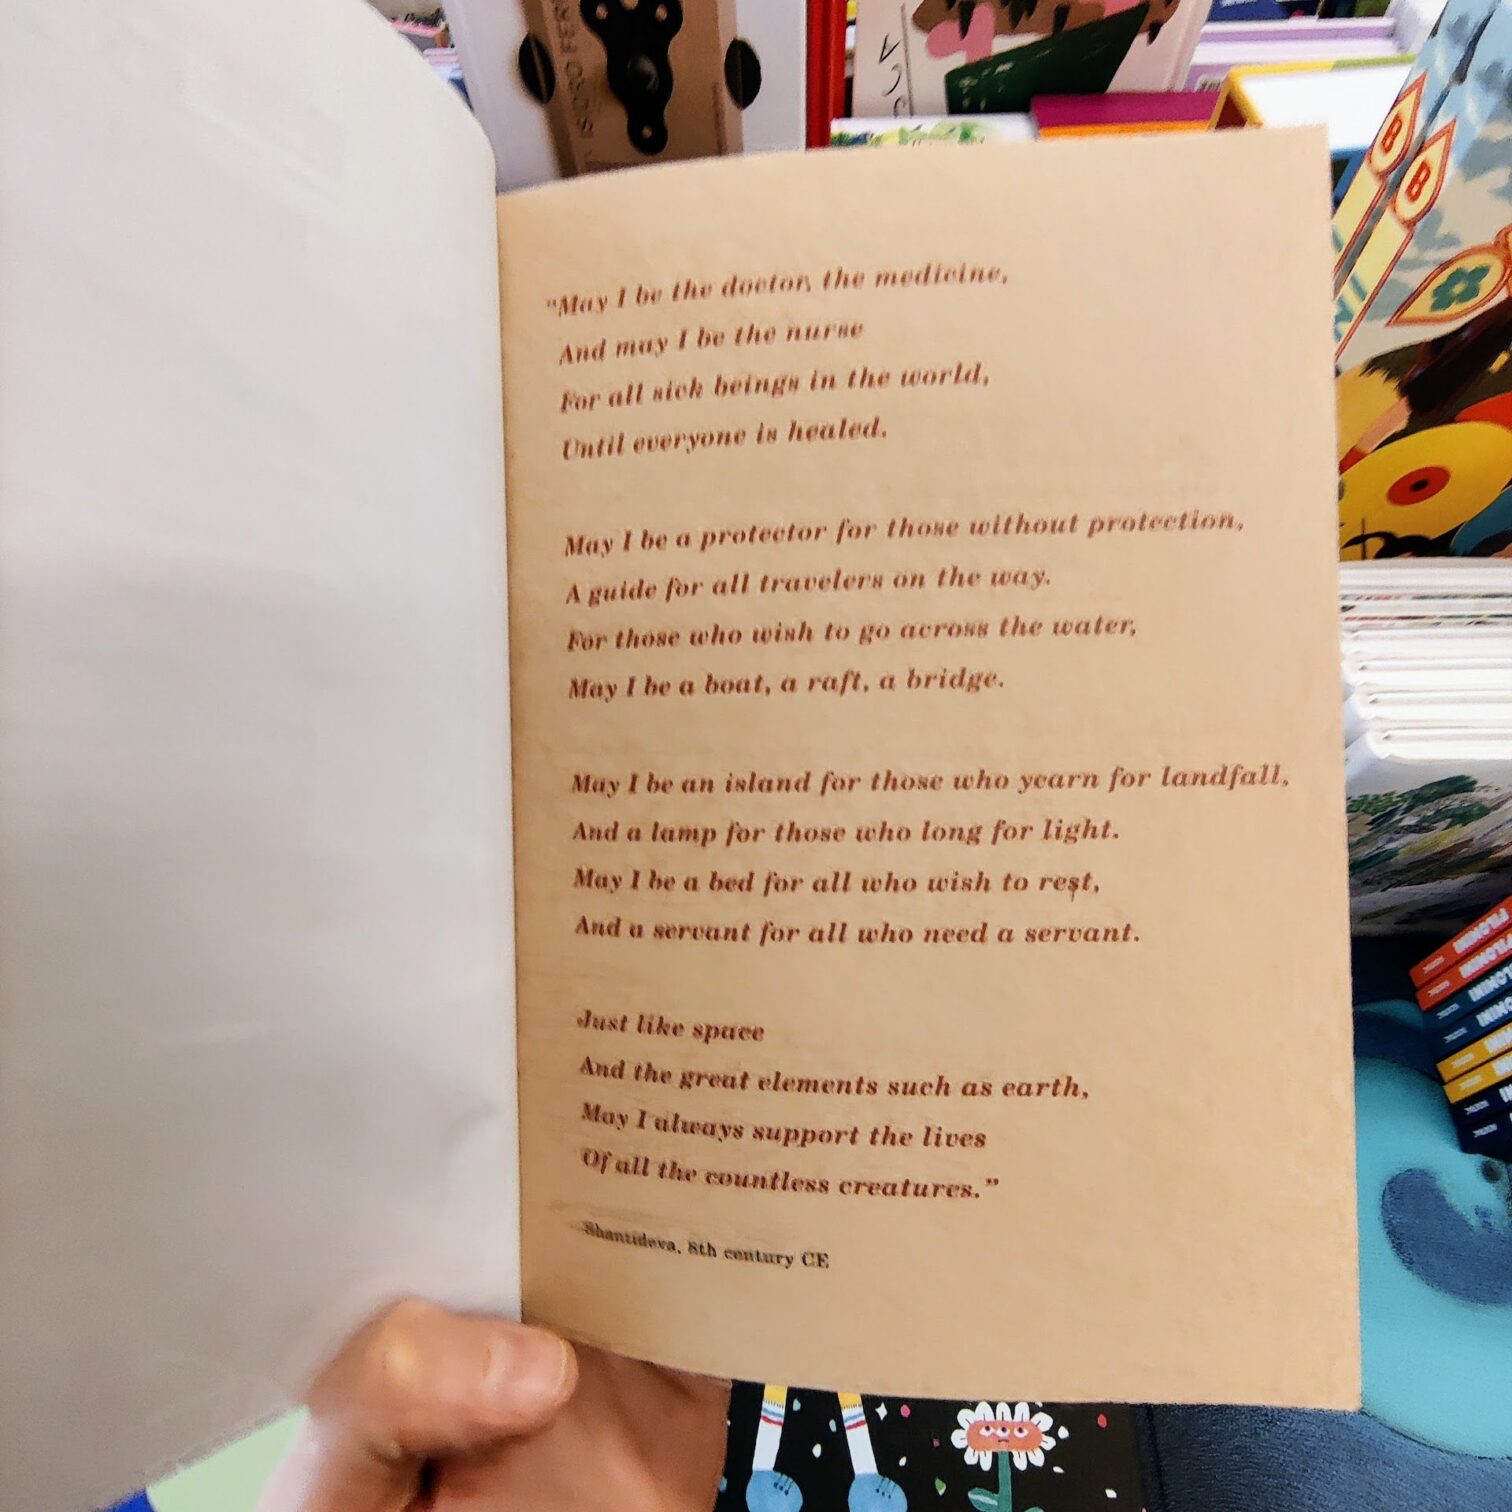 “May I be the doctor, the medicine,
And may I be the nurse
For all sick beings in the world,
Until everyone is healed.
May I be a protector for those without protection,
A guide for all travelers on the way.
For those who wish to go across the water,
May I be a boat, a raft, a bridge.
May I be an island for those who yearn for landfall,
And a lamp for those who long for light.
May I be a bed for all who wish to rest,
And a servant for all who need a servant.
Just like space
And the great elements such as earth,
May I always support the lives
Of all the countless creatures.”
Shantideva, 8th century CE
B
B